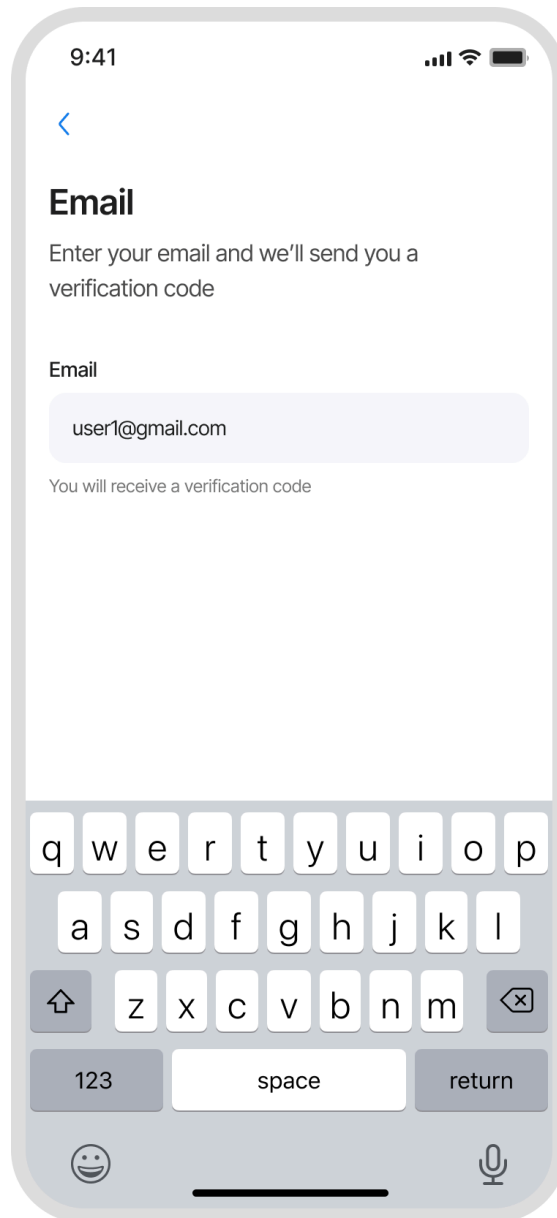 9:41
Email
Enter your email and we’ll send you a
verification code
Email
user1@gmail.com
You will receive a verification code
q w e r t y u i o p
a s d f g h j k l
z x c v b n m
123 space return